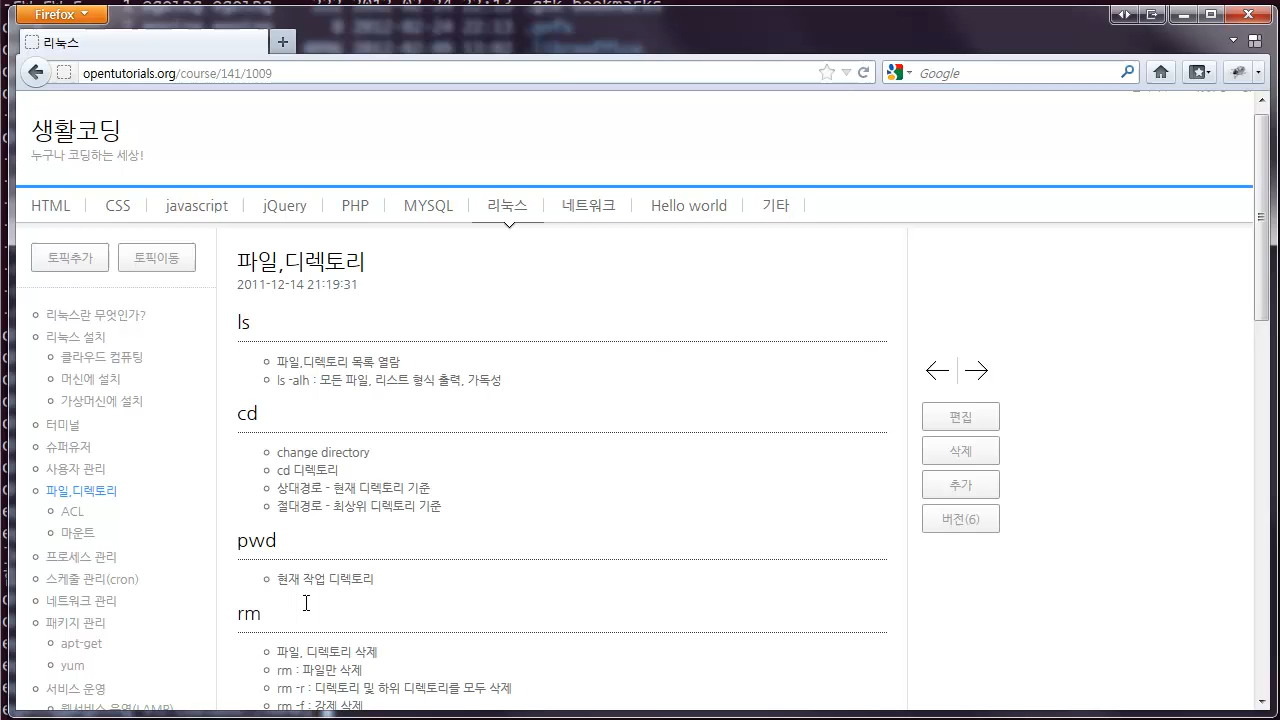 Firefox
리눅스
opentutorials.org/course/141/1009
Google
생활코딩
누구나 코딩하는 세상!
HTML
CSS
javascript
jQuery
PHP
MYSQL
리눅스
네트워크
Hello world
기타
토픽추가
토픽이동
리눅스란 무엇인가?
리눅스 설치
클라우드 컴퓨팅
머신에 설치
가상머신에 설치
터미널
슈퍼유저
사용자 관리
파일,디렉토리
ACL
마운트
프로세스 관리
스케줄 관리(cron)
네트워크 관리
패키지 관리
apt-get
yum
서비스 운영
웹서비스 운영(LAMP)
파일,디렉토리
2011-12-14 21:19:31
ls
파일,디렉토리 목록 열람
ls -alh : 모든 파일, 리스트 형식 출력, 가독성
cd
change directory
cd 디렉토리
상대경로 - 현재 디렉토리 기준
절대경로 - 최상위 디렉토리 기준
pwd
현재 작업 디렉토리
rm
파일, 디렉토리 삭제
rm : 파일만 삭제
rm -r : 디렉토리 및 하위 디렉토리를 모두 삭제
rm -f : 강제 삭제
편집
삭제
추가
버전(6)